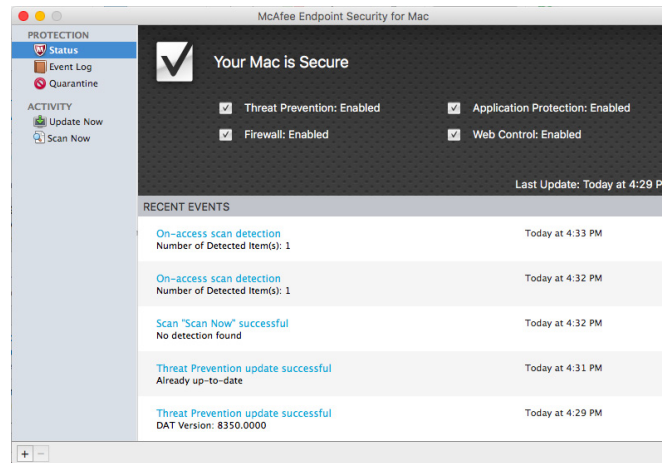 McAfee Endpoint Security for Mac
PROTECTION
Status
Event Log
Quarantine
ACTIVITY
Update Now
Scan Now
Your Mac is Secure
Threat Prevention: Enabled
Application Protection: Enabled
Firewall: Enabled
Web Control: Enabled
Last Update: Today at 4:29 P
RECENT EVENTS
On-access scan detection
Today at 4:33 PM
Number of Detected Item(s): 1
On-access scan detection
Today at 4:32 PM
Number of Detected Item(s): 1
Scan "Scan Now" successful
Today at 4:32 PM
No detection found
Threat Prevention update successful
Today at 4:31 PM
Already up-to-date
Threat Prevention update successful
Today at 4:29 PM
DAT Version: 8350.0000